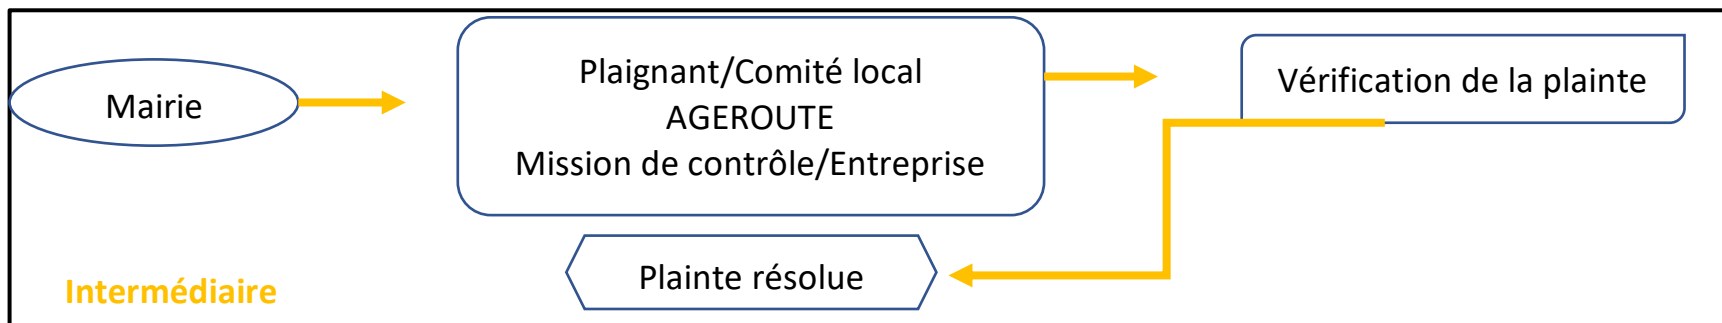 Mairie
Plaignant/Comité local
AGEROUTE
Mission de contrôle/Entreprise
Vérification de la plainte
Plainte résolue
Intermédiaire